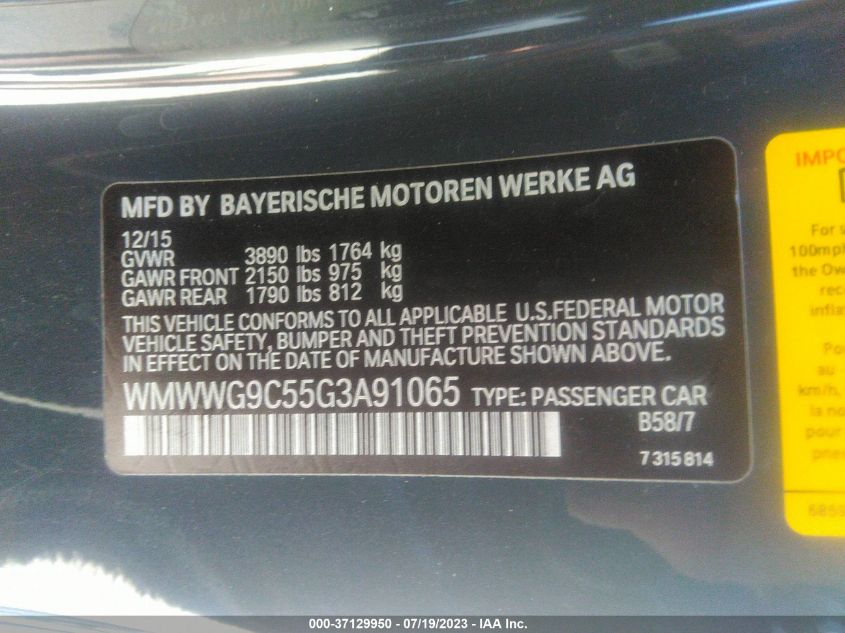 MFD BY BAYERISCHE MOTOREN WERKE AG
12/15
GVWR 3890 lbs 1764 kg
GAWR FRONT 2150 lbs 975 kg
GAWR REAR 1790 lbs 812 kg
THIS VEHICLE CONFORMS TO ALL APPLICABLE U.S.FEDERAL MOTOR
VEHICLE SAFETY, BUMPER AND THEFT PREVENTION STANDARDS
IN EFFECT ON THE DATE OF MANUFACTURE SHOWN ABOVE.
WMWWG9C55G3A91065 TYPE: PASSENGER CAR
B58/7
7 315 814
IMPO
For
100mph
the Ow
rec
infla
Po
au
km/h,
la no
pour
pne
6859
000-37129950 - 07/19/2023 - IAA Inc.